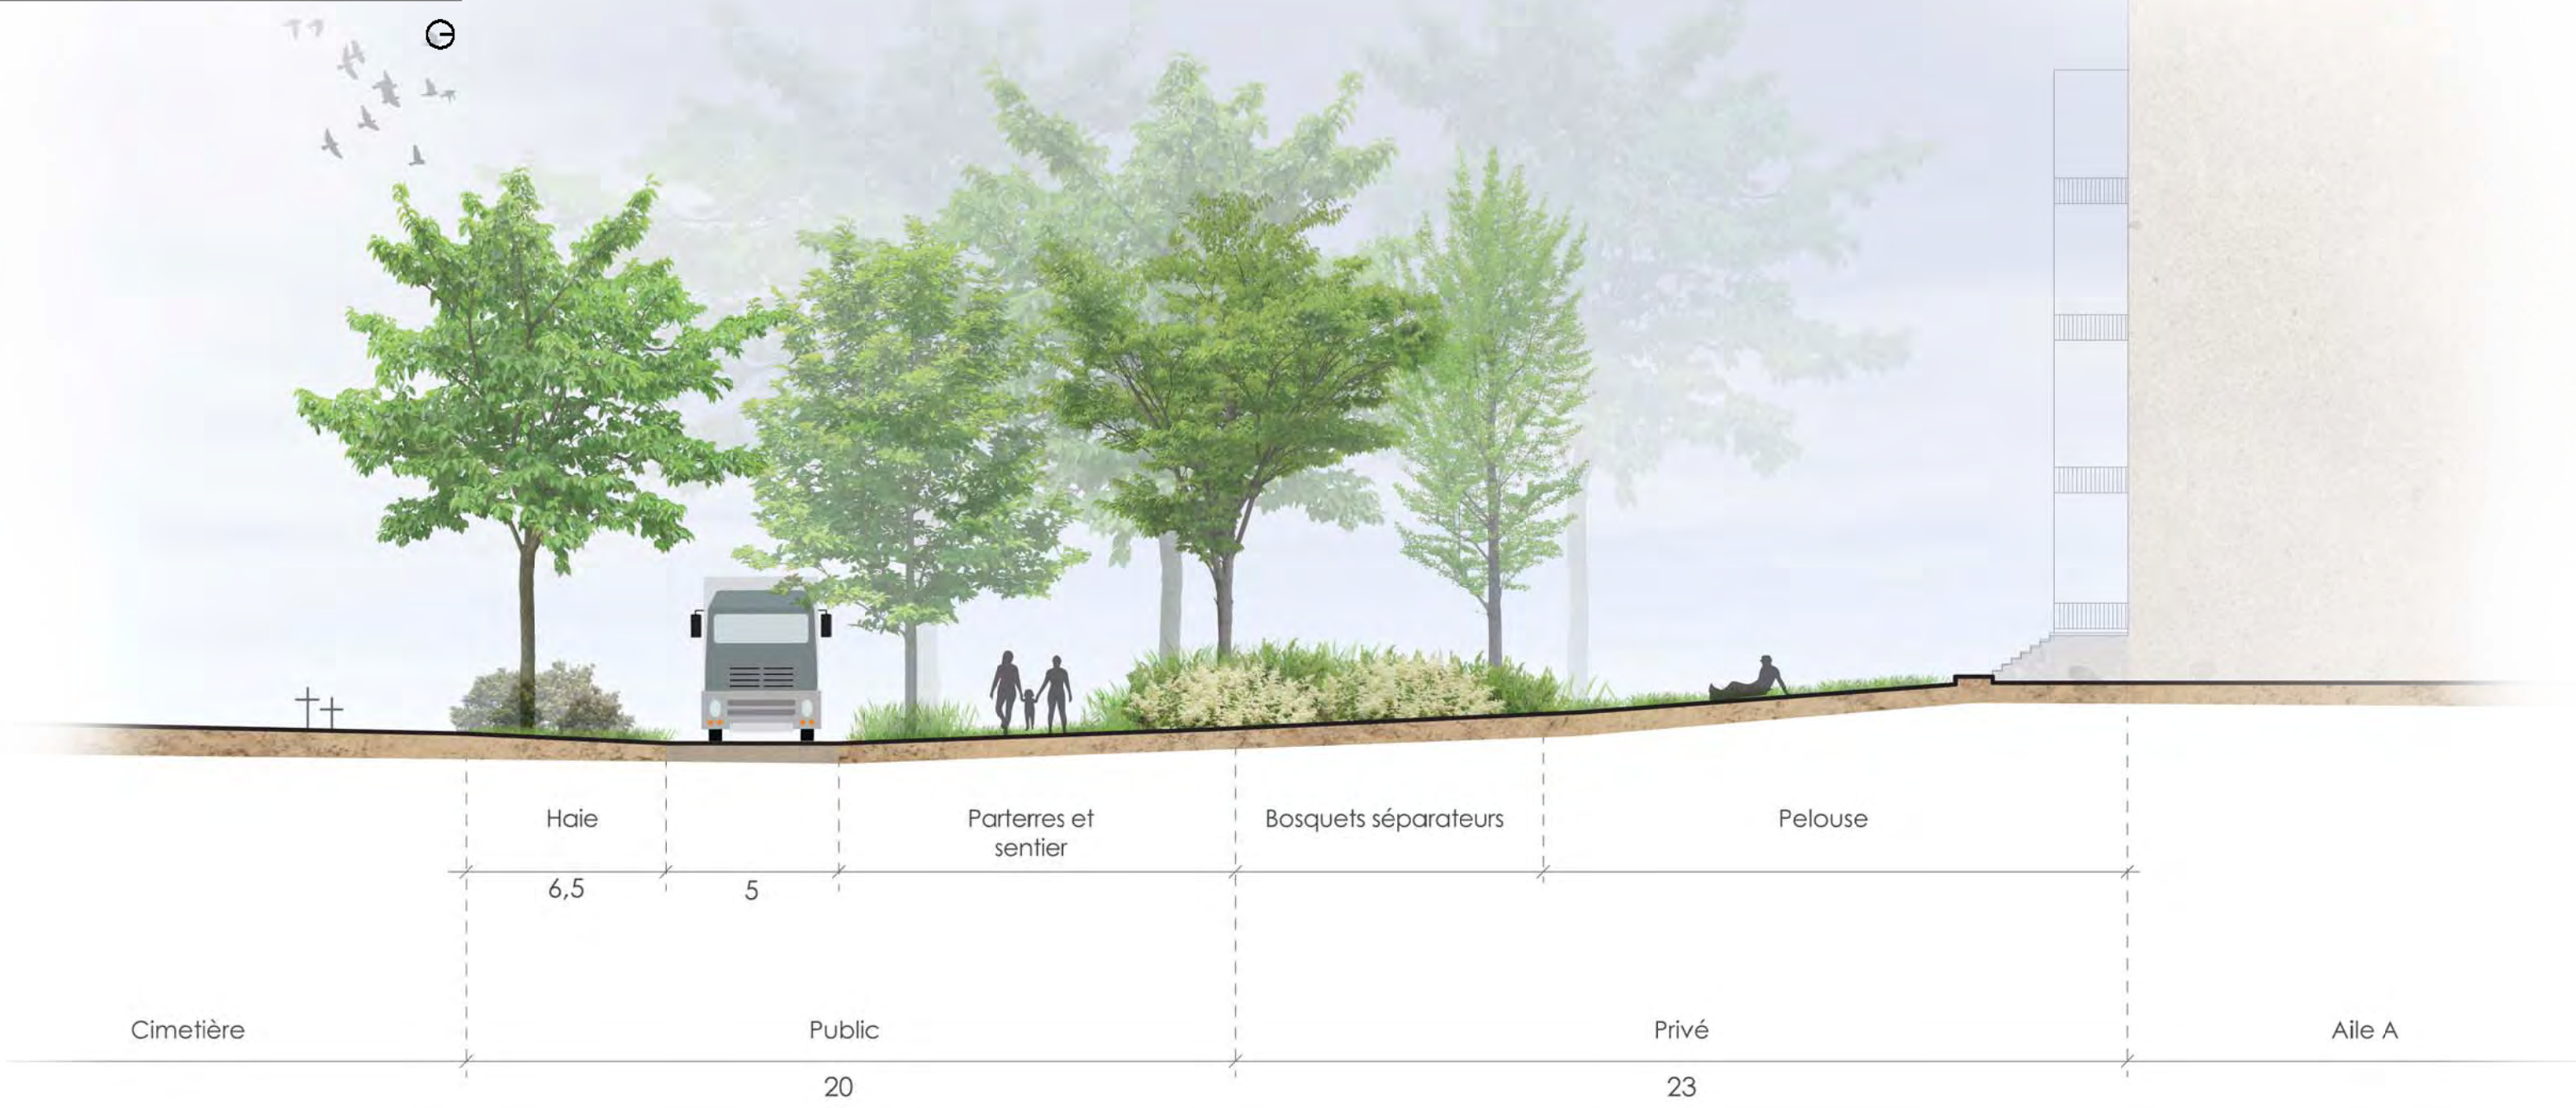 Haie
Parterres et
sentier
Bosquets séparateurs
Pelouse
6,5
5
Cimetière
Public
Privé
Aile A
20
23